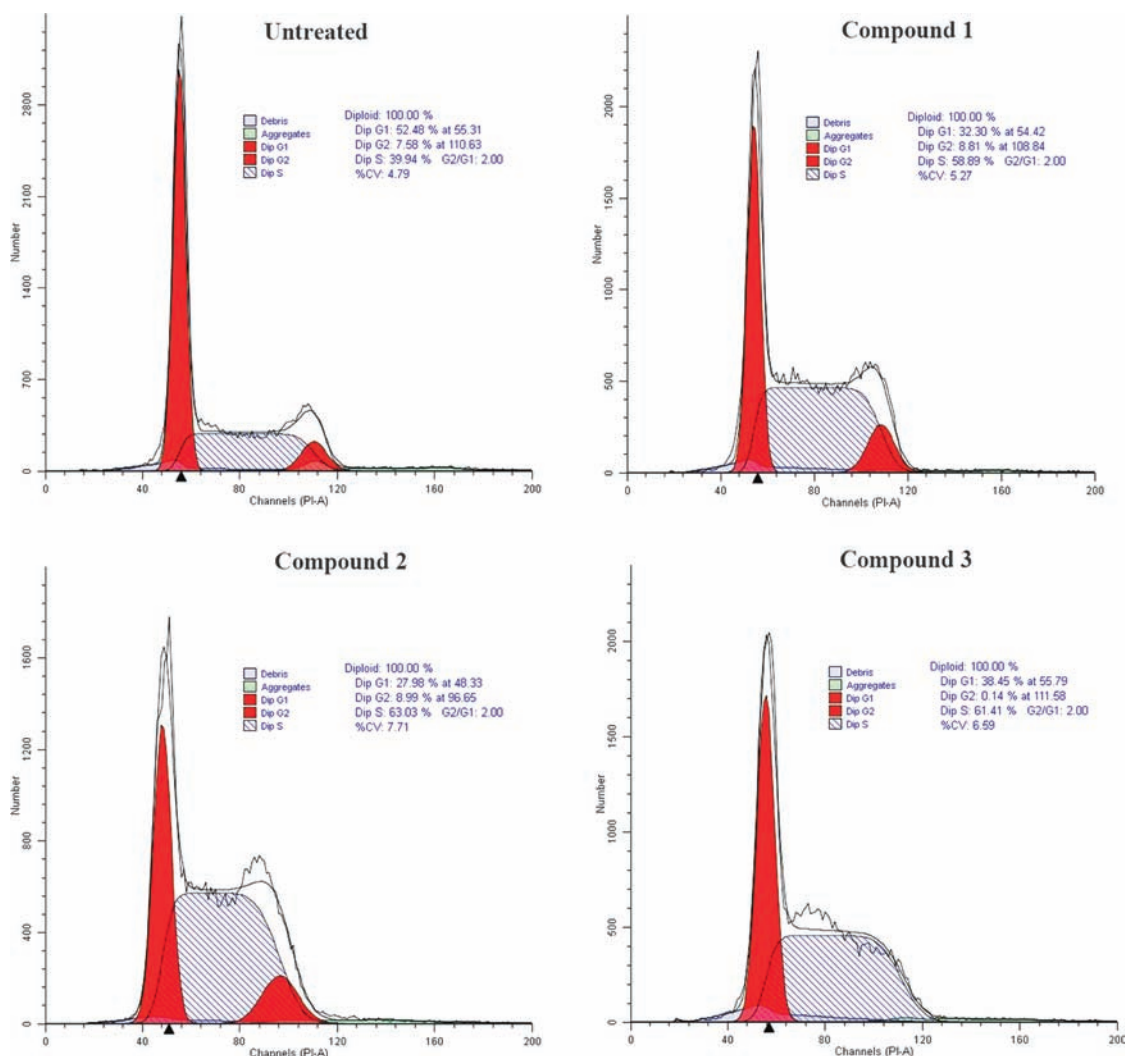 Untreated
Number
2800
2100
1400
700
0
Debris
Aggregates
Dip G1
Dip G2
Dip S
Diploid: 100.00 %
Dip G1: 52.48 % at 55.31
Dip G2: 7.58 % at 110.63
Dip S: 39.94 % G2/G1: 2.00
%CV: 4.79
0 40 80 120 160 200
Channels (PI-A)
Compound 1
Number
2000
1500
1000
500
0
Debris
Aggregates
Dip G1
Dip G2
Dip S
Diploid: 100.00 %
Dip G1: 32.30 % at 54.42
Dip G2: 8.81 % at 108.84
Dip S: 58.89 % G2/G1: 2.00
%CV: 5.27
0 40 80 120 160 200
Channels (PI-A)
Compound 2
Number
1600
1200
800
400
0
Debris
Aggregates
Dip G1
Dip G2
Dip S
Diploid: 100.00 %
Dip G1: 27.98 % at 48.33
Dip G2: 8.99 % at 96.65
Dip S: 63.03 % G2/G1: 2.00
%CV: 7.71
0 40 80 120 160 200
Channels (PI-A)
Compound 3
Number
2000
1500
1000
500
0
Debris
Aggregates
Dip G1
Dip G2
Dip S
Diploid: 100.00 %
Dip G1: 38.45 % at 55.79
Dip G2: 0.14 % at 111.58
Dip S: 61.41 % G2/G1: 2.00
%CV: 6.59
0 40 80 120 160 200
Channels (PI-A)